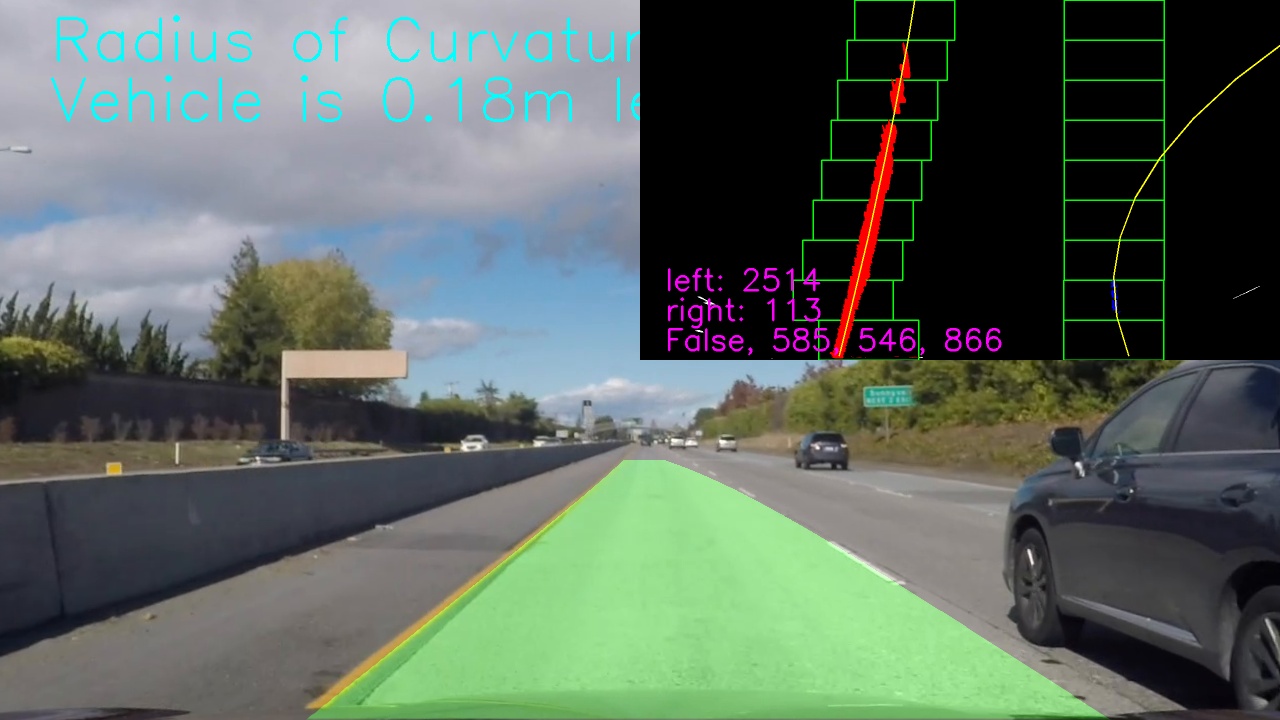 Radius of Curvatur
Vehicle is 0.18m le
left: 2514
right: 113
False, 585, 546, 866